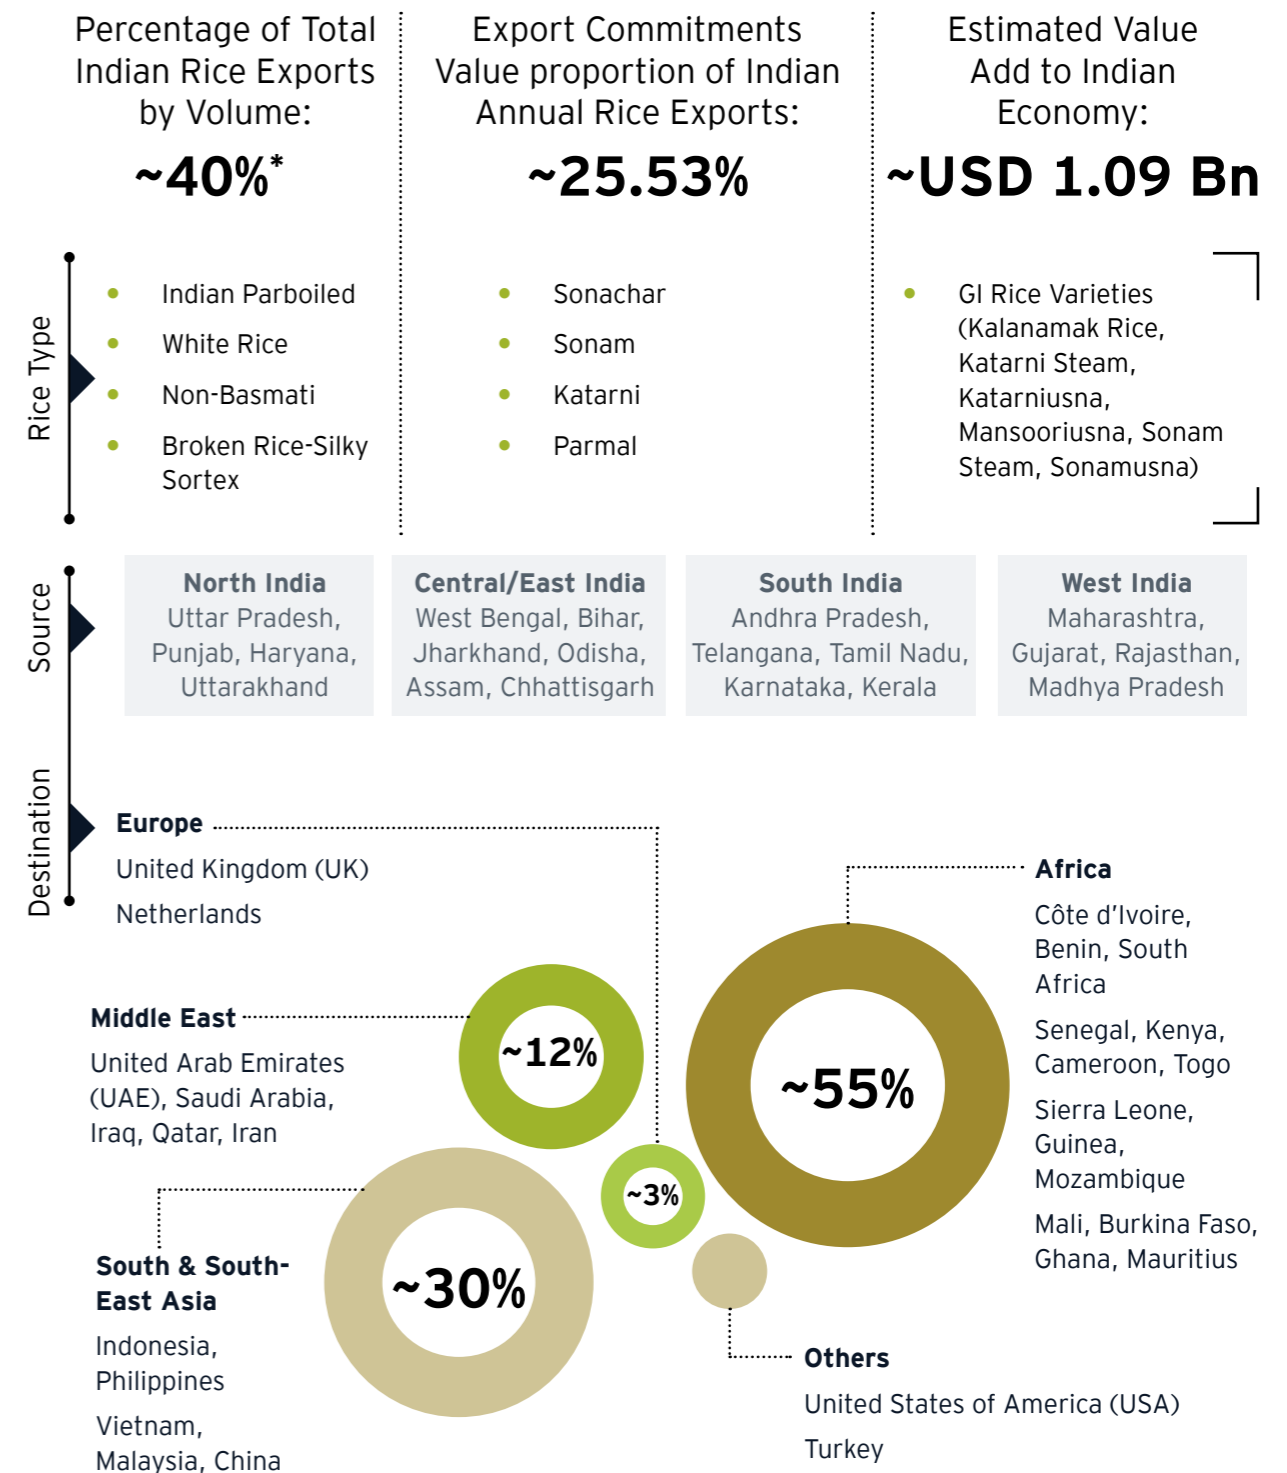 Percentage of Total
Indian Rice Exports
by Volume:
~40%*
Export Commitments
Value proportion of Indian
Annual Rice Exports:
~25.53%
Estimated Value
Add to Indian
Economy:
~USD 1.09 Bn
Rice Type
Indian Parboiled
White Rice
Non-Basmati
Broken Rice-Silky
Sortex
Sonachar
Sonam
Katarni
Parmal
GI Rice Varieties
(Kalanamak Rice,
Katarni Steam,
Katarniusna,
Mansooriusna, Sonam
Steam, Sonamusna)
Source
North India
Uttar Pradesh,
Punjab, Haryana,
Uttarakhand
Central/East India
West Bengal, Bihar,
Jharkhand, Odisha,
Assam, Chhattisgarh
South India
Andhra Pradesh,
Telangana, Tamil Nadu,
Karnataka, Kerala
West India
Maharashtra,
Gujarat, Rajasthan,
Madhya Pradesh
Destination
Europe
United Kingdom (UK)
Netherlands
~3%
Middle East
United Arab Emirates
(UAE), Saudi Arabia,
Iraq, Qatar, Iran
~12%
Africa
Côte d’Ivoire,
Benin, South
Africa
Senegal, Kenya,
Cameroon, Togo
Sierra Leone,
Guinea,
Mozambique
Mali, Burkina Faso,
Ghana, Mauritius
~55%
South & South-
East Asia
Indonesia,
Philippines
Vietnam,
Malaysia, China
~30%
Others
United States of America (USA)
Turkey